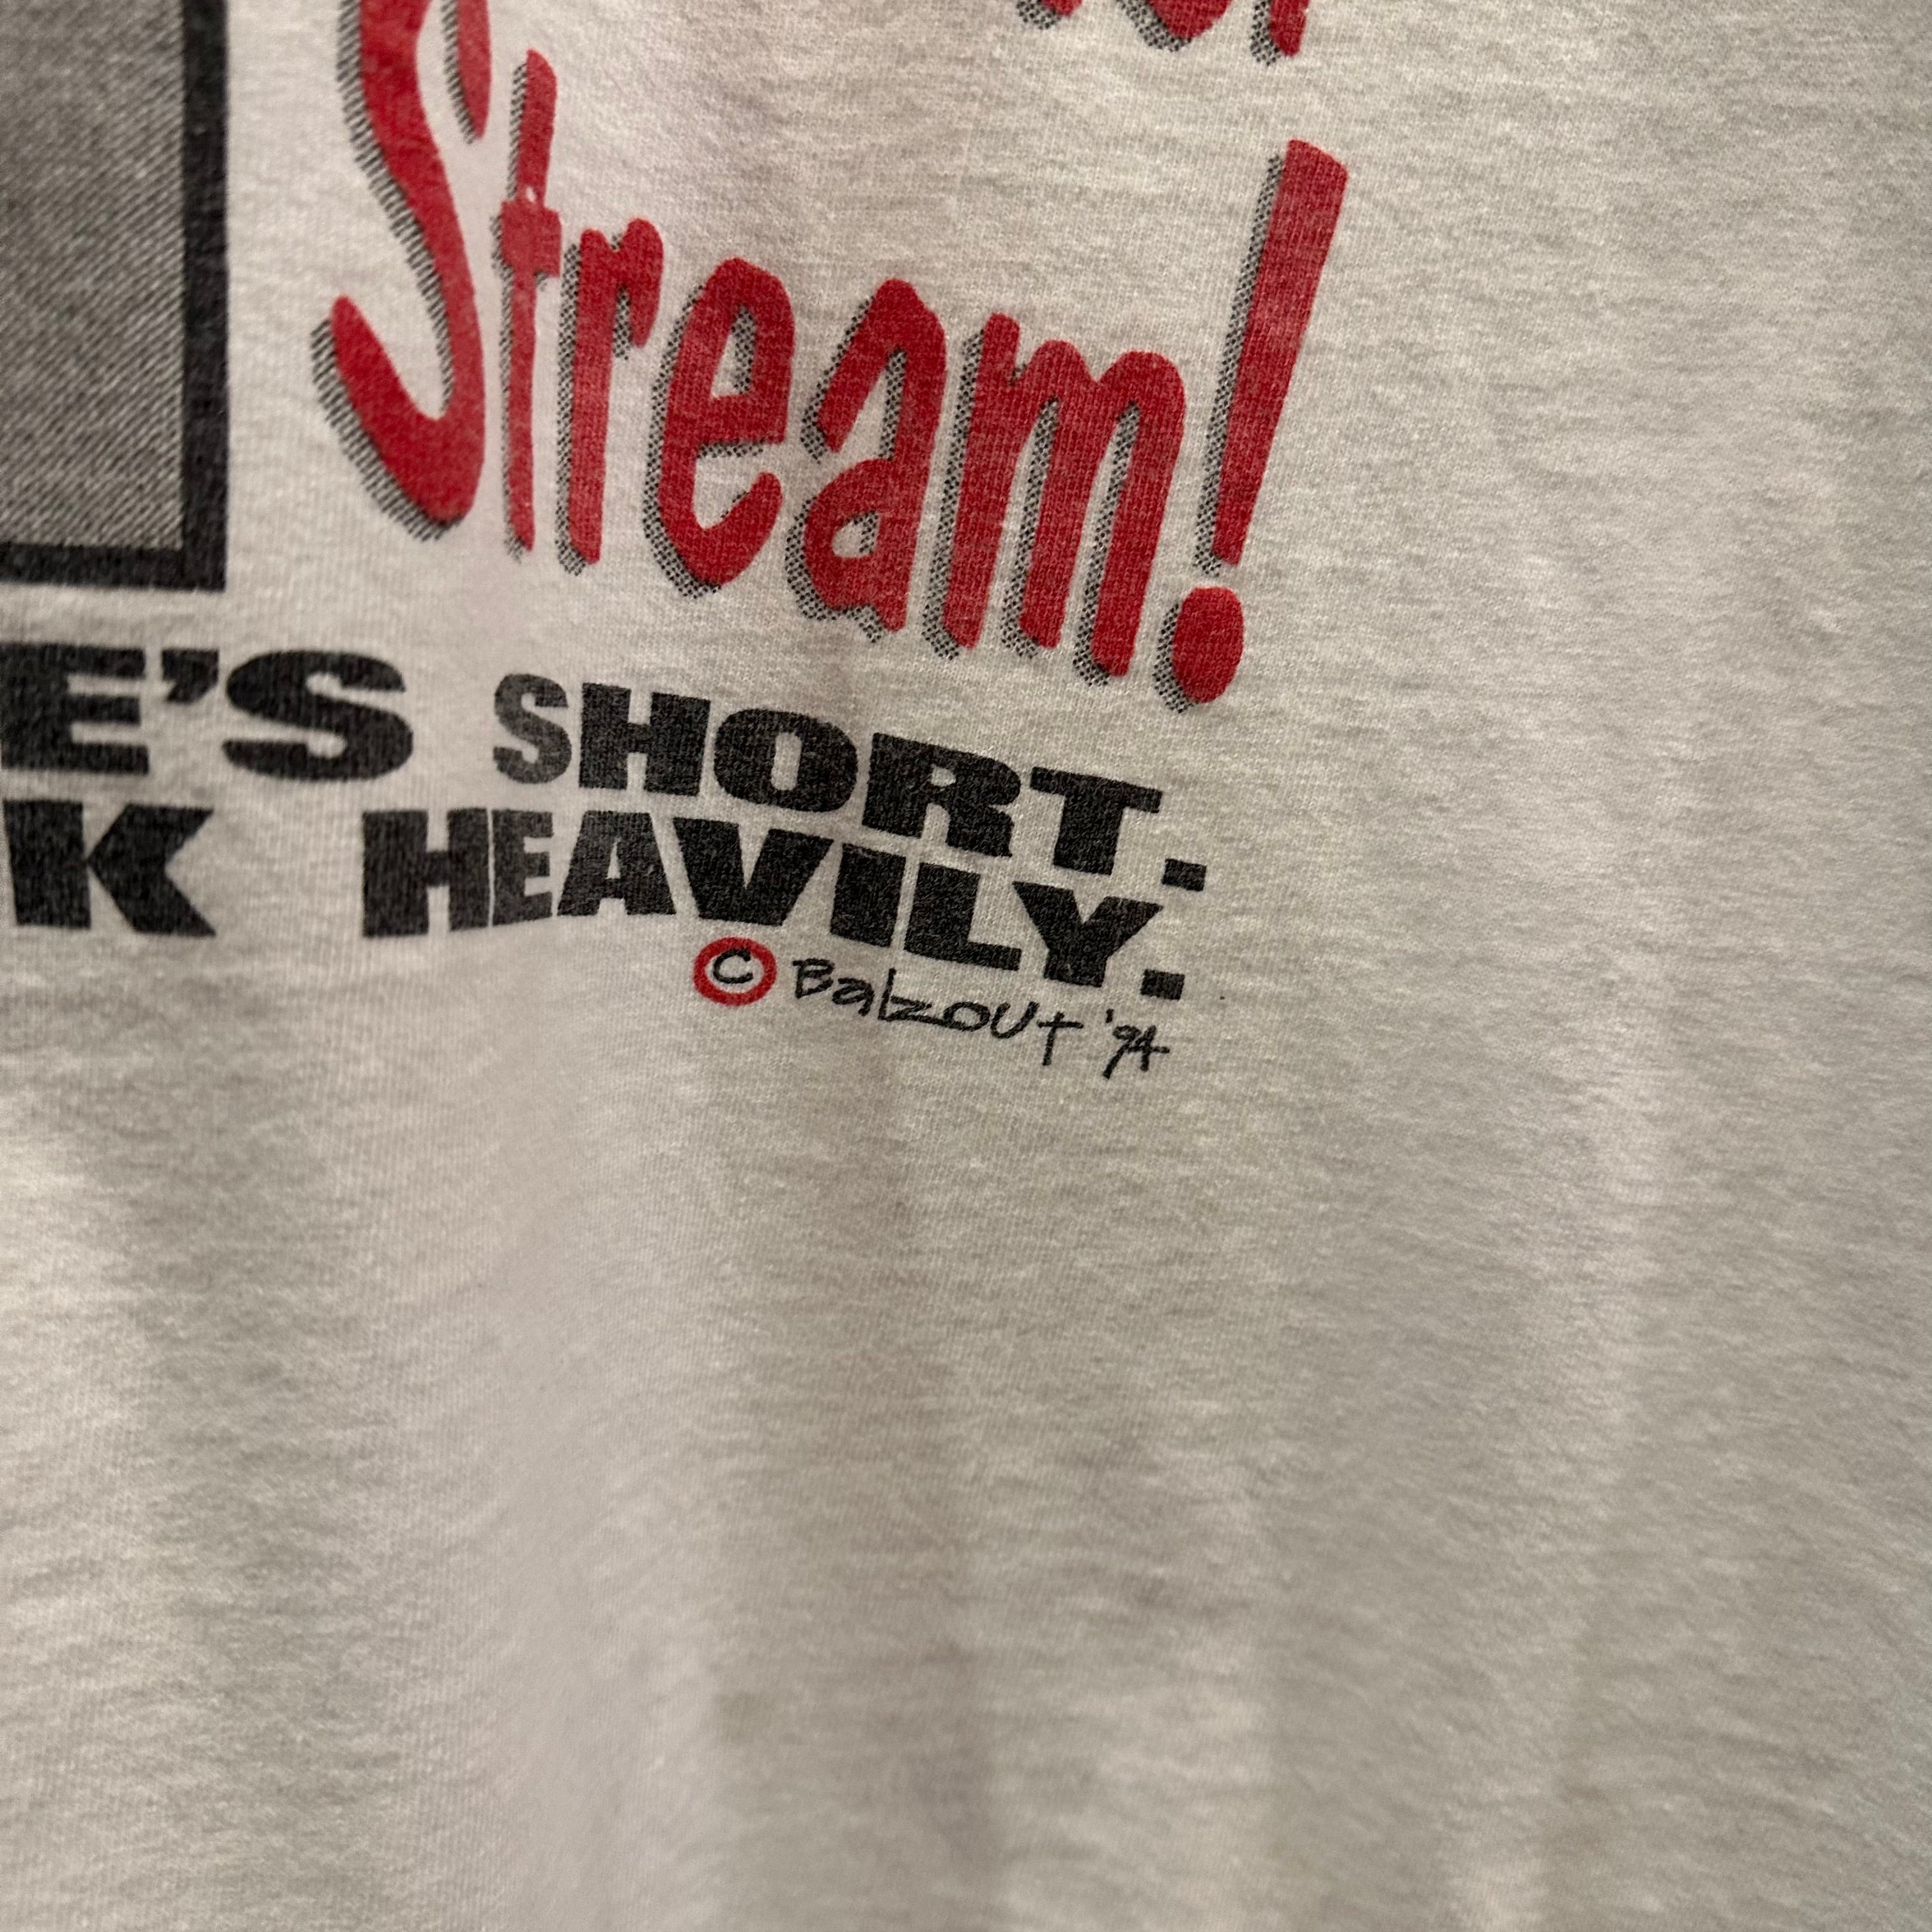 Stream!
E'S SHORT.
K HEAVILY.
© Balzout '94